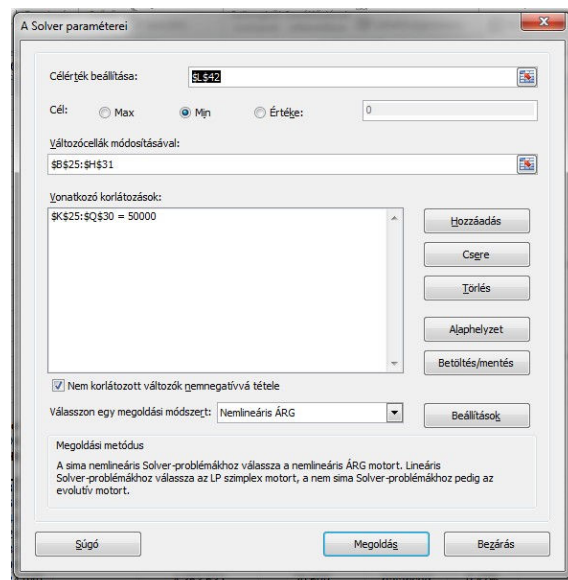 A Solver paraméterei
Célérték beállítása:
$L$42
Cél:
Max
Min
Értéke:
0
Változócellák módosításával:
$B$25:$H$31
Vonatkozó korlátozások:
$K$25:$Q$30 = 50000
Hozzáadás
Csere
Törlés
Alaphelyzet
Betöltés/mentés
Nem korlátozott változók nemnegatívvá tétele
Válasszon egy megoldási módszert:
Nemlineáris ÁRG
Beállítások
Megoldási metódus
A sima nemlineáris Solver-problémákhoz válassza a nemlineáris ÁRG motort. Lineáris
Solver-problémákhoz válassza az LP szimplex motort, a nem sima Solver-problémákhoz pedig az
evolutív motort.
Súgó
Megoldás
Bezárás